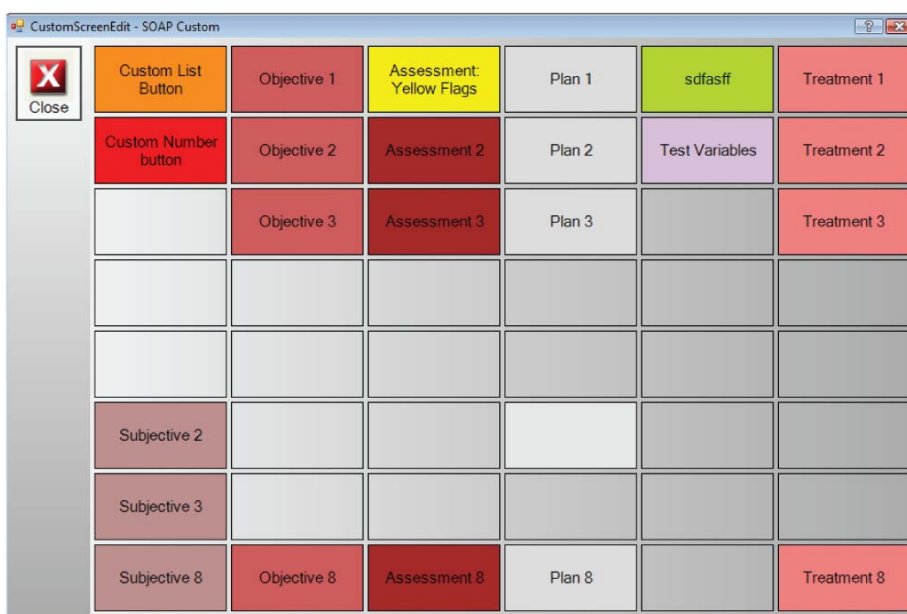 CustomScreenEdit - SOAP Custom
?
X
X
Close
Custom List
Button
Objective 1
Assessment:
Yellow Flags
Plan 1
sdfasff
Treatment 1
Custom Number
button
Objective 2
Assessment 2
Plan 2
Test Variables
Treatment 2
Objective 3
Assessment 3
Plan 3
Treatment 3
Subjective 2
Subjective 3
Subjective 8
Objective 8
Assessment 8
Plan 8
Treatment 8